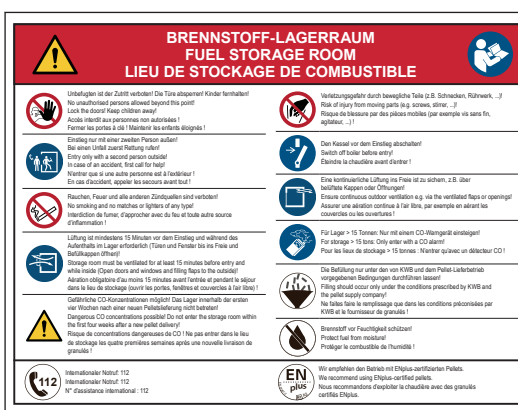 BRENNSTOFF-LAGERRAUM
FUEL STORAGE ROOM
LIEU DE STOCKAGE DE COMBUSTIBLE
Unbefugten ist der Zutritt verboten! Die Türe absperren! Kinder fernhalten!
No unauthorised persons allowed beyond this point!
Lock the doors! Keep children away!
Accès interdit aux personnes non autorisées !
Fermer les portes à clé ! Maintenir les enfants éloignés !
Einstieg nur mit einer zweiten Person außen!
Bei einen Unfall zuerst Rettung rufen!
Entry only with a second person outside!
In case of an accident, first call for help!
N'entrer que si une autre personne est à l'extérieur !
En cas d'accident, appeler les secours avant tout !
Rauchen, Feuer und alle anderen Zündquellen sind verboten!
No smoking and no matches or lighters of any type!
Interdiction de fumer, d'approcher avec du feu et toute autre source
d'inflammation !
Lüftung ist mindestens 15 Minuten vor dem Einstieg und während des
Aufenthalts im Lager erforderlich (Türen und Fenster bis ins Freie und
Befüllkappen öffnen)!
Storage room must be ventilated for at least 15 minutes before entry and
while inside (Open doors and windows and filling flaps to the outside)!
Aération obligatoire d'au moins 15 minutes avant l'entrée et pendant le séjour
dans le lieu de stockage (ouvrir les portes, fenêtres et couvercles à l'air libre) !
Gefährliche CO-Konzentrationen möglich! Das Lager innerhalb der ersten
vier Wochen nach einer neuen Pelletslieferung nicht betreten!
Dangerous CO concentrations possible! Do not enter the storage room within
the first four weeks after a new pellet delivery!
Risque de concentrations dangereuses de CO ! Ne pas entrer dans le lieu
de stockage les quatre premières semaines après une nouvelle livraison de
granulés !
112
Internationaler Notruf: 112
Internationaler Notruf: 112
N° d'assistance international : 112
Verletzungsgefahr durch bewegliche Teile (z.B. Schnecken, Rührwerk, ...)!
Risk of injury from moving parts (e.g. screws, stirrer, ...)!
Risque de blessure par des pièces mobiles (par exemple vis sans fin,
agitateur, ...) !
Den Kessel vor dem Einstieg abschalten!
Switch off boiler before entry!
Éteindre la chaudière avant d'entrer !
Eine kontinuierliche Lüftung ins Freie ist zu sichern, z.B. über
belüftete Kappen oder Öffnungen!
Ensure continuous outdoor ventilation e.g. via the ventilated flaps or openings!
Assurer une aération continue à l'air libre, par exemple en aérant les
couvercles ou les ouvertures !
Für Lager > 15 Tonnen: Nur mit einem CO-Warngerät einsteigen!
For storage > 15 tons: Only enter with a CO alarm!
Pour les lieux de stockage > 15 tonnes : N'entrer qu'avec un détecteur CO !
Die Befüllung nur unter den von KWB und dem Pellet-Lieferbetrieb
vorgegebenen Bedingungen durchführen lassen!
Filling should occur only under the conditions prescribed by KWB and
the pellet supply company!
Ne faites faire le remplissage que dans les conditions préconisées par
KWB et le fournisseur de granulés !
Brennstoff vor Feuchtigkeit schützen!
Protect fuel from moisture!
Protéger le combustible de l'humidité !
EN
plus
Wir empfehlen den Betrieb mit ENplus-zertifizierten Pellets.
We recommend using ENplus-certified pellets.
Nous recommandons d'exploiter la chaudière avec des granulés
certifiés ENplus.